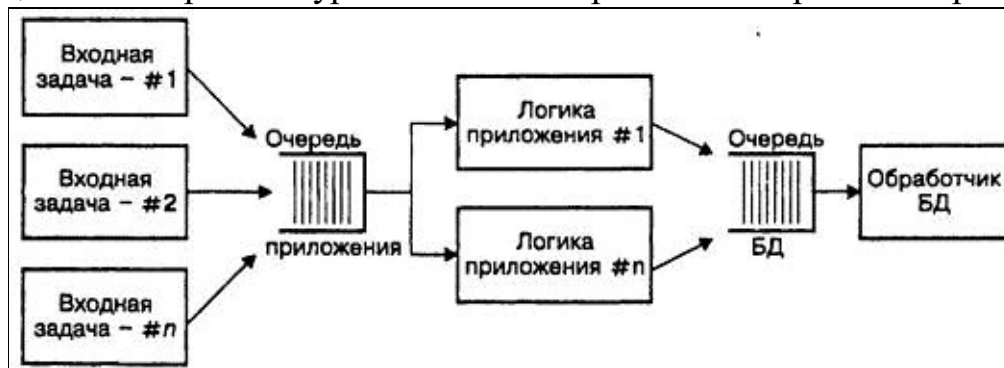 Входная
задача – #1
Входная
задача – #2
Входная
задача – #n
Очередь
приложения
Логика
приложения #1
Логика
приложения #n
Очередь
БД
Обработчик
БД